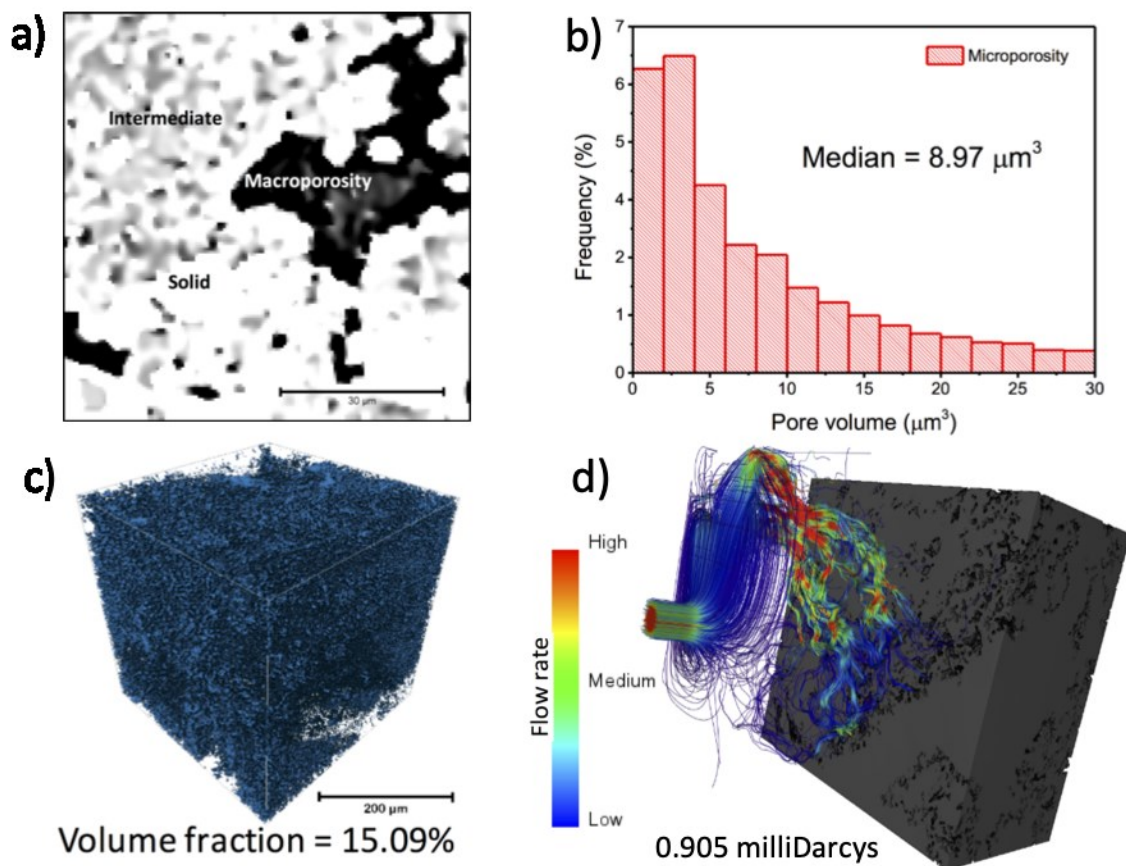 a)
Intermediate
Macroporosity
Solid
30 µm
b)
7
6
5
4
2
1
0
Frequency (%)
Microporosity
Median = 8.97 µm³
0 5 10 15 20 25 30
Pore volume (µm³)
c)
200 µm
Volume fraction = 15.09%
d)
High
Medium
Low
Flow rate
0.905 milliDarcys